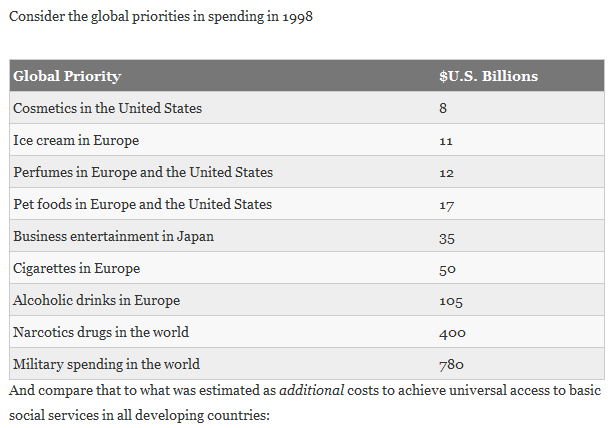 Consider the global priorities in spending in 1998
Global Priority $U.S. Billions
Cosmetics in the United States 8
Ice cream in Europe 11
Perfumes in Europe and the United States 12
Pet foods in Europe and the United States 17
Business entertainment in Japan 35
Cigarettes in Europe 50
Alcoholic drinks in Europe 105
Narcotics drugs in the world 400
Military spending in the world 780
And compare that to what was estimated as additional costs to achieve universal access to basic
social services in all developing countries: